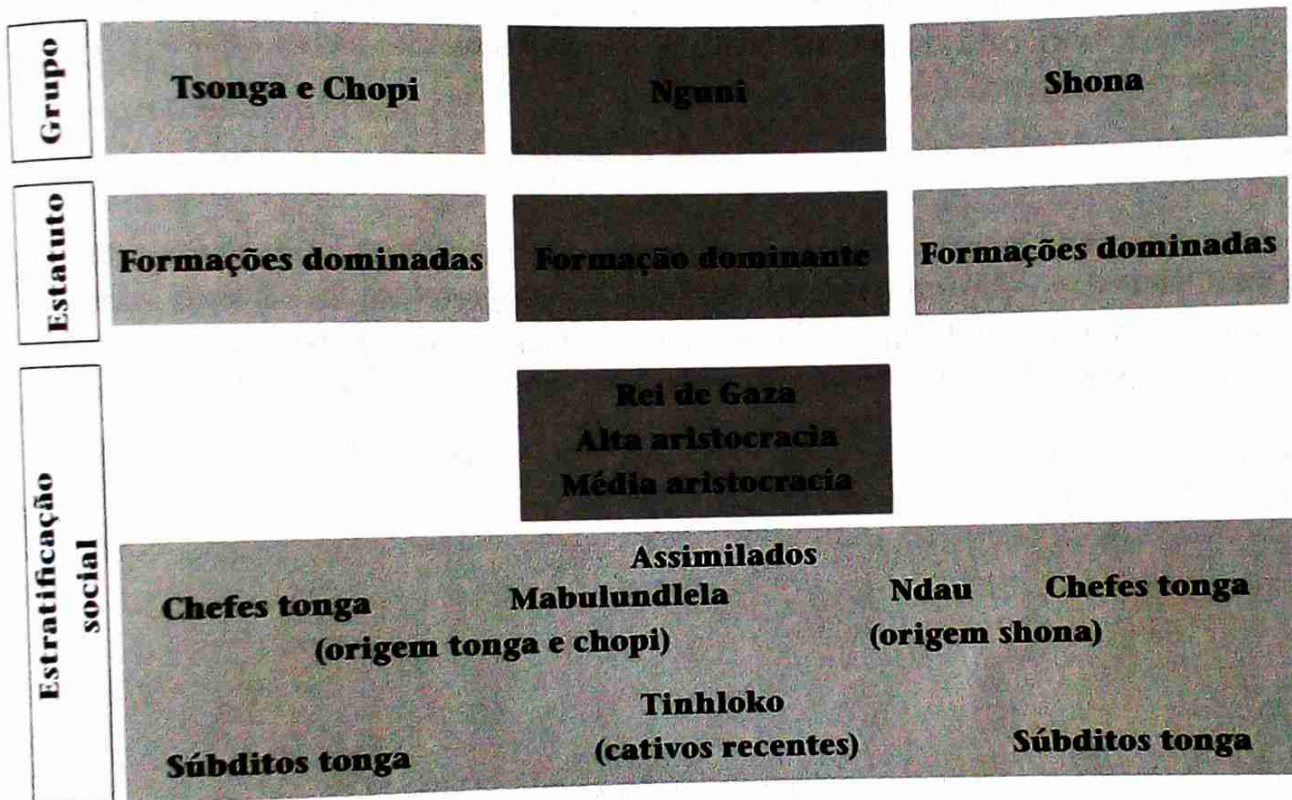 Grupo
Tsonga e Chopi
Nguni
Shona
Estatuto
Formações dominadas
Formação dominante
Formações dominadas
Estratificação
social
Rei de Gaza
Alta aristocracia
Média aristocracia
Assimilados
Chefes tonga
Mabulundlela
Ndau
Chefes tonga
(origem tonga e chopi)
(origem shona)
Tinhloko
(cativos recentes)
Súbditos tonga
Súbditos tonga